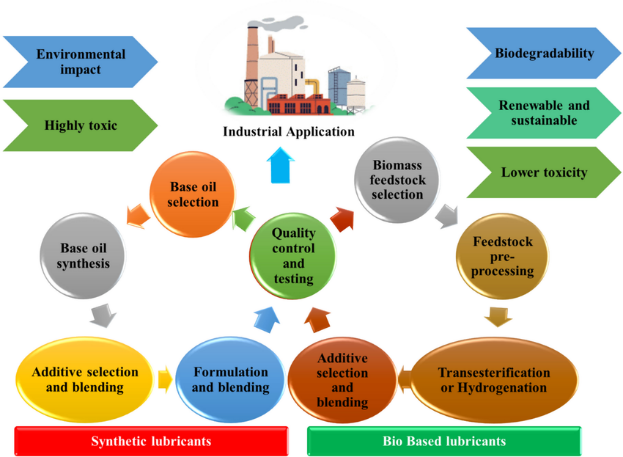 Environmental
impact
Highly toxic
Industrial Application
Biodegradability
Renewable and
sustainable
Lower toxicity
Base oil
selection
Biomass
feedstock
selection
Base oil
synthesis
Quality
control
and
testing
Feedstock
pre-
processing
Additive selection
and blending
Formulation
and blending
Additive
selection
and
blending
Transesterification
or Hydrogenation
Synthetic lubricants
Bio Based lubricants